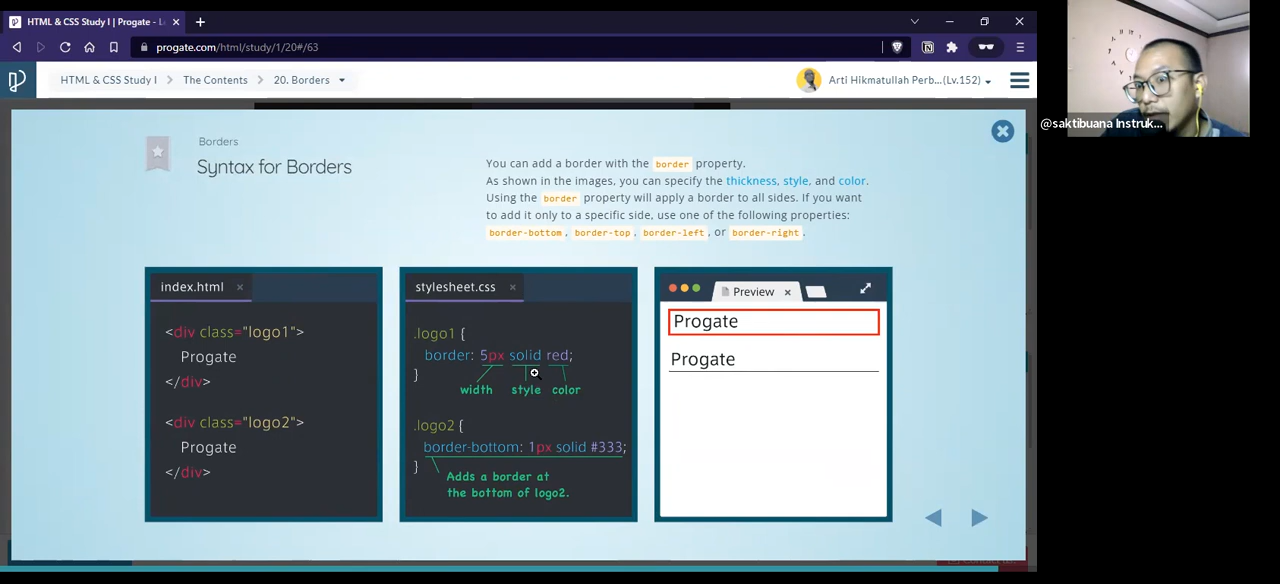 HTML & CSS Study I | Progate - L
progate.com/html/study/1/20#/63
HTML & CSS Study I
The Contents
20. Borders
Arti Hikmatullah Perb...(Lv.152)
@saktibuana Instruk...
Borders
Syntax for Borders
You can add a border with the border property.
As shown in the images, you can specify the thickness, style, and color.
Using the border property will apply a border to all sides. If you want
to add it only to a specific side, use one of the following properties:
border-bottom, border-top, border-left, or border-right.
index.html
<div class="logo1">
Progate
</div>
<div class="logo2">
Progate
</div>
stylesheet.css
.logo1 {
border: 5px solid red;
}
width style color
.logo2 {
border-bottom: 1px solid #333;
}
Adds a border at
the bottom of logo2.
Preview
Progate
Progate